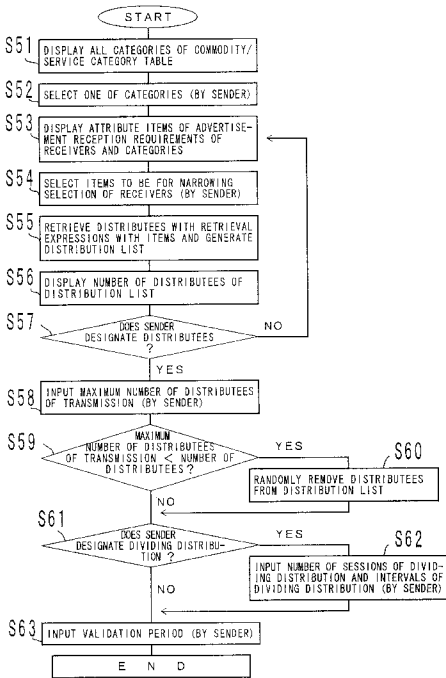 START
S51
DISPLAY ALL CATEGORIES OF COMMODITY/
SERVICE CATEGORY TABLE
S52
SELECT ONE OF CATEGORIES (BY SENDER)
S53
DISPLAY ATTRIBUTE ITEMS OF ADVERTISE-
MENT RECEPTION REQUIREMENTS OF
RECEIVERS AND CATEGORIES
S54
SELECT ITEMS TO BE FOR NARROWING
SELECTION OF RECEIVERS (BY SENDER)
S55
RETRIEVE DISTRIBUTEES WITH RETRIEVAL
EXPRESSIONS WITH ITEMS AND GENERATE
DISTRIBUTION LIST
S56
DISPLAY NUMBER OF DISTRIBUTEES OF
DISTRIBUTION LIST
S57
DOES SENDER
DESIGNATE DISTRIBUTEES
?
NO
YES
S58
INPUT MAXIMUM NUMBER OF DISTRIBUTEES
OF TRANSMISSION (BY SENDER)
S59
MAXIMUM
NUMBER OF DISTRIBUTEES
OF TRANSMISSION < NUMBER OF
DISTRIBUTEES?
YES
S60
RANDOMLY REMOVE DISTRIBUTEES
FROM DISTRIBUTION LIST
NO
S61
DOES SENDER
DESIGNATE DIVIDING DISTRIBU-
TION ?
YES
S62
INPUT NUMBER OF SESSIONS OF DIVID-
ING DISTRIBUTION AND INTERVALS OF
DIVIDING DISTRIBUTION (BY SENDER)
NO
S63
INPUT VALIDATION PERIOD (BY SENDER)
E N D